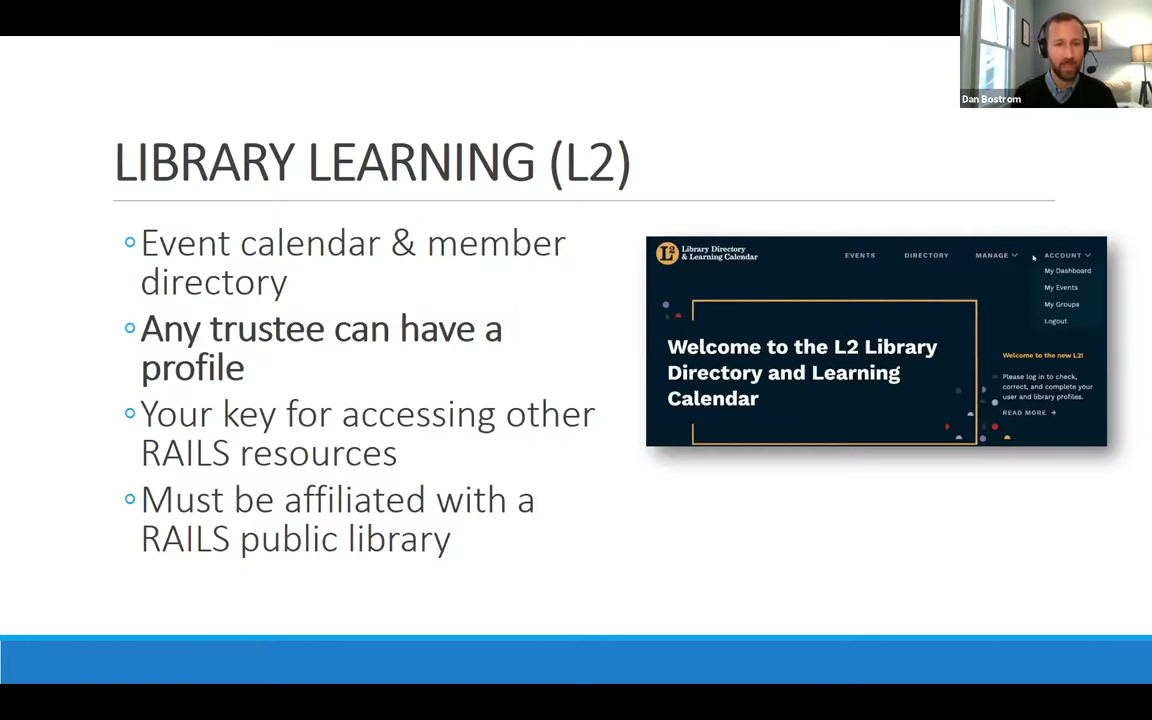 Dan Bostrom
LIBRARY LEARNING (L2)
Event calendar & member
directory
Any trustee can have a
profile
Your key for accessing other
RAILS resources
Must be affiliated with a
RAILS public library
L2
Library Directory
& Learning Calendar
EVENTS
DIRECTORY
MANAGE
ACCOUNT
My Dashboard
My Events
My Groups
Logout
Welcome to the L2 Library
Directory and Learning
Calendar
Welcome to the new L2!
Please log in to check,
correct, and complete your
user and library profiles.
READ MORE →